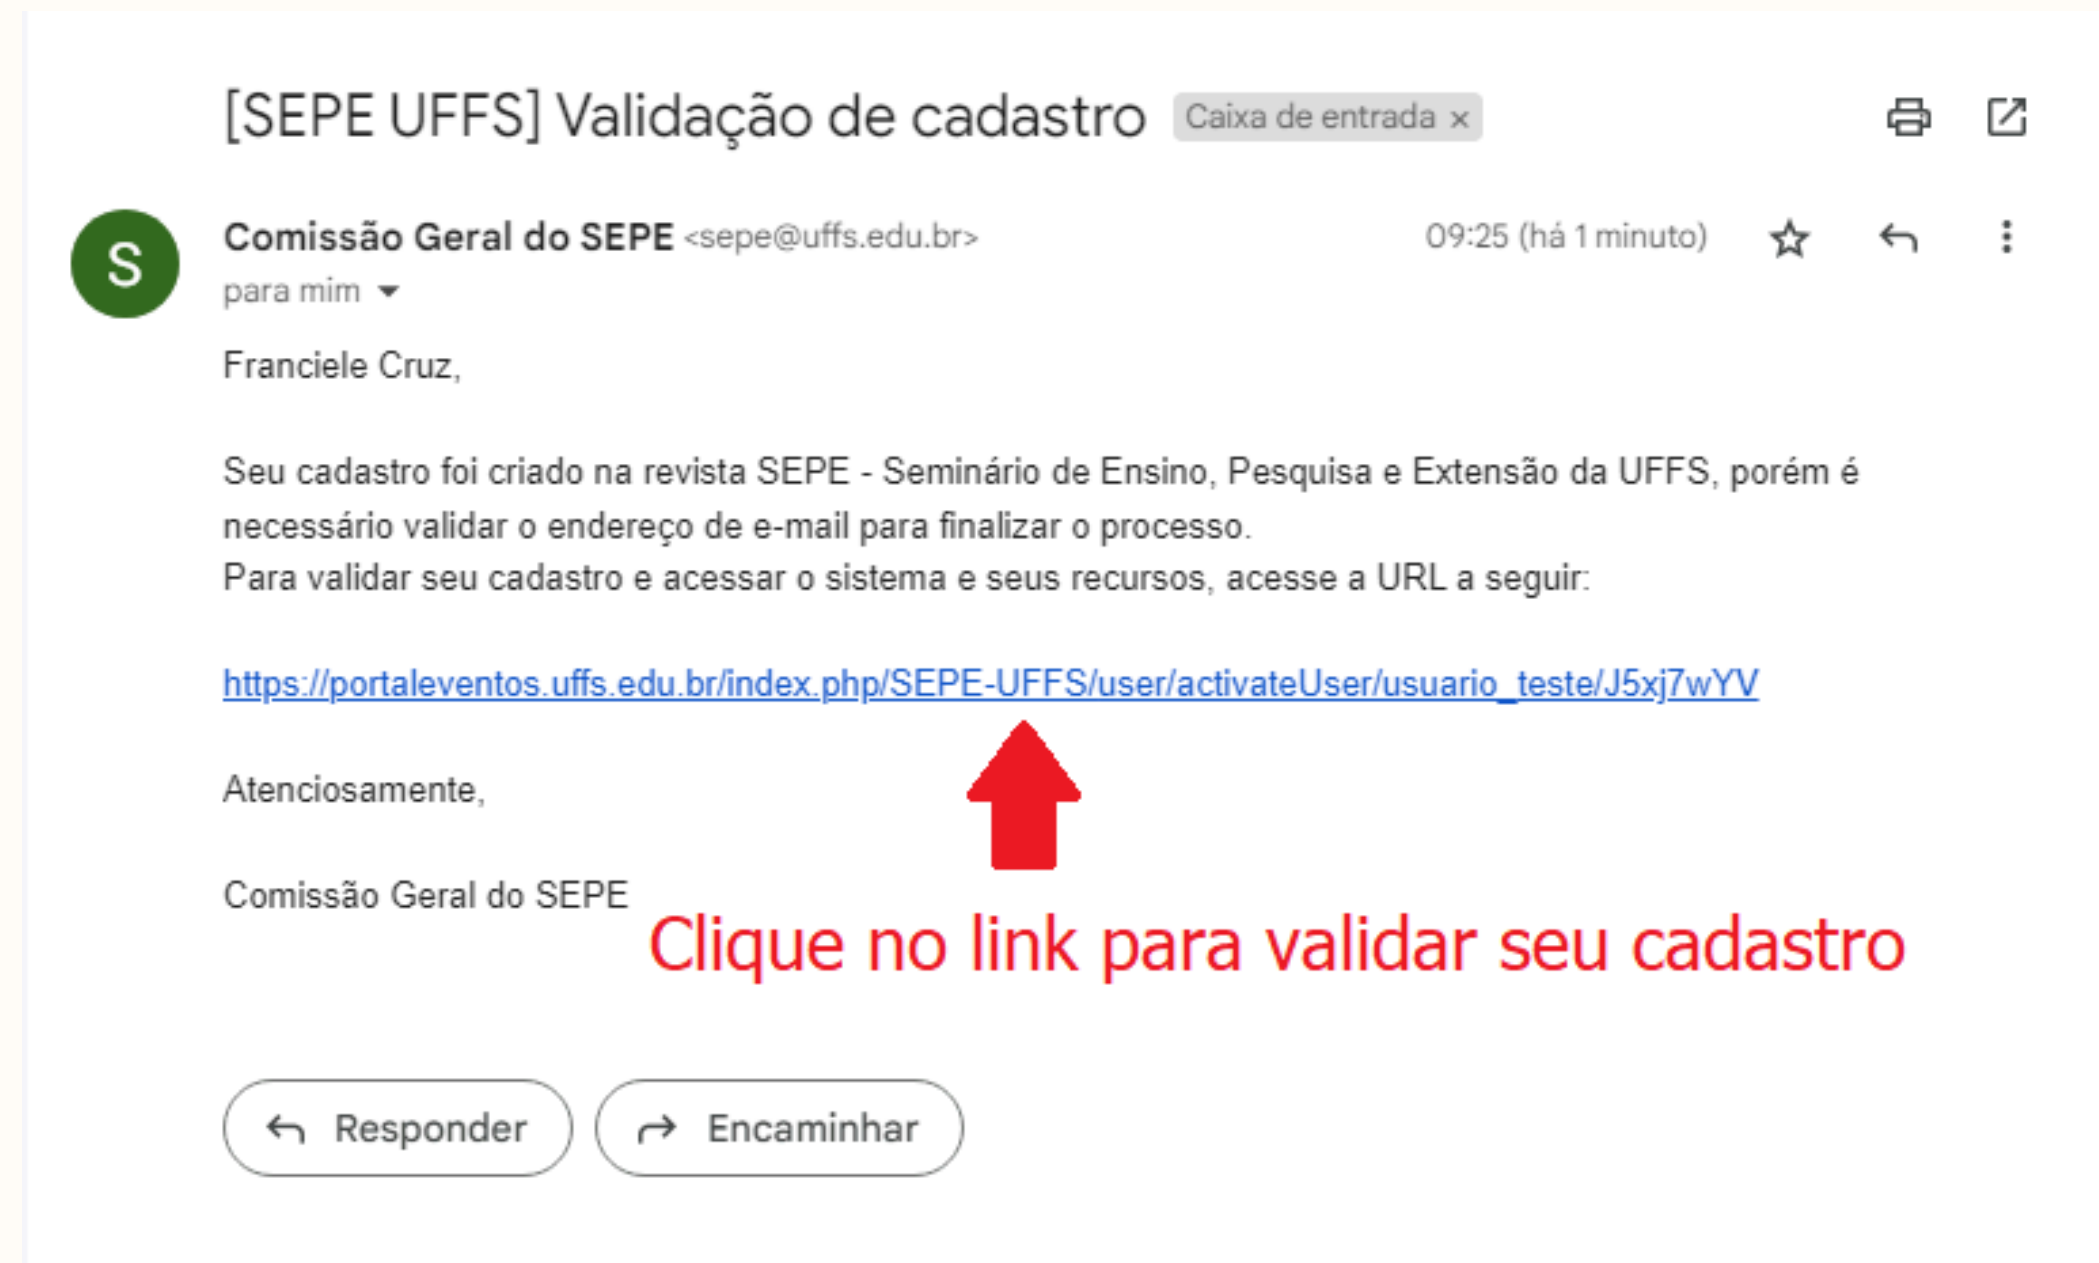 [SEPE UFFS] Validação de cadastro Caixa de entrada x
S
Comissão Geral do SEPE <sepe@uffs.edu.br> 09:25 (há 1 minuto)
para mim
Franciele Cruz,
Seu cadastro foi criado na revista SEPE - Seminário de Ensino, Pesquisa e Extensão da UFFS, porém é
necessário validar o endereço de e-mail para finalizar o processo.
Para validar seu cadastro e acessar o sistema e seus recursos, acesse a URL a seguir:
https://portaleventos.uffs.edu.br/index.php/SEPE-UFFS/user/activateUser/usuario_teste/J5xj7wYV
Atenciosamente,
Comissão Geral do SEPE
Clique no link para validar seu cadastro
Responder Encaminhar